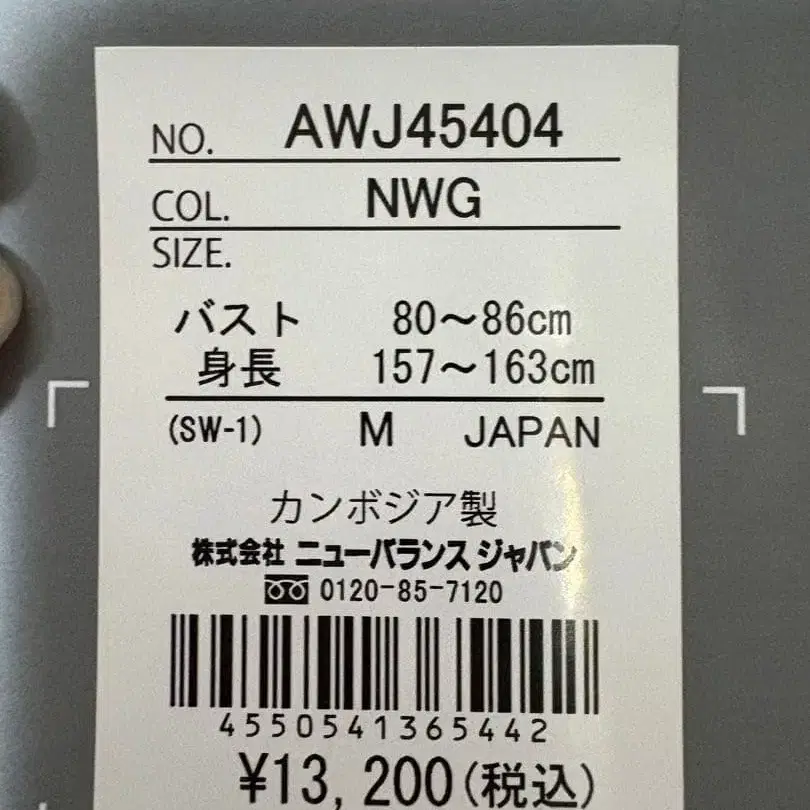 NO. AWJ45404
COL. NWG
SIZE.
バスト 80～86cm
身長 157～163cm
(SW-1) M JAPAN
カンボジア製
株式会社 ニューバランス ジャパン
0120-85-7120
4550541365442
¥13,200(税込)